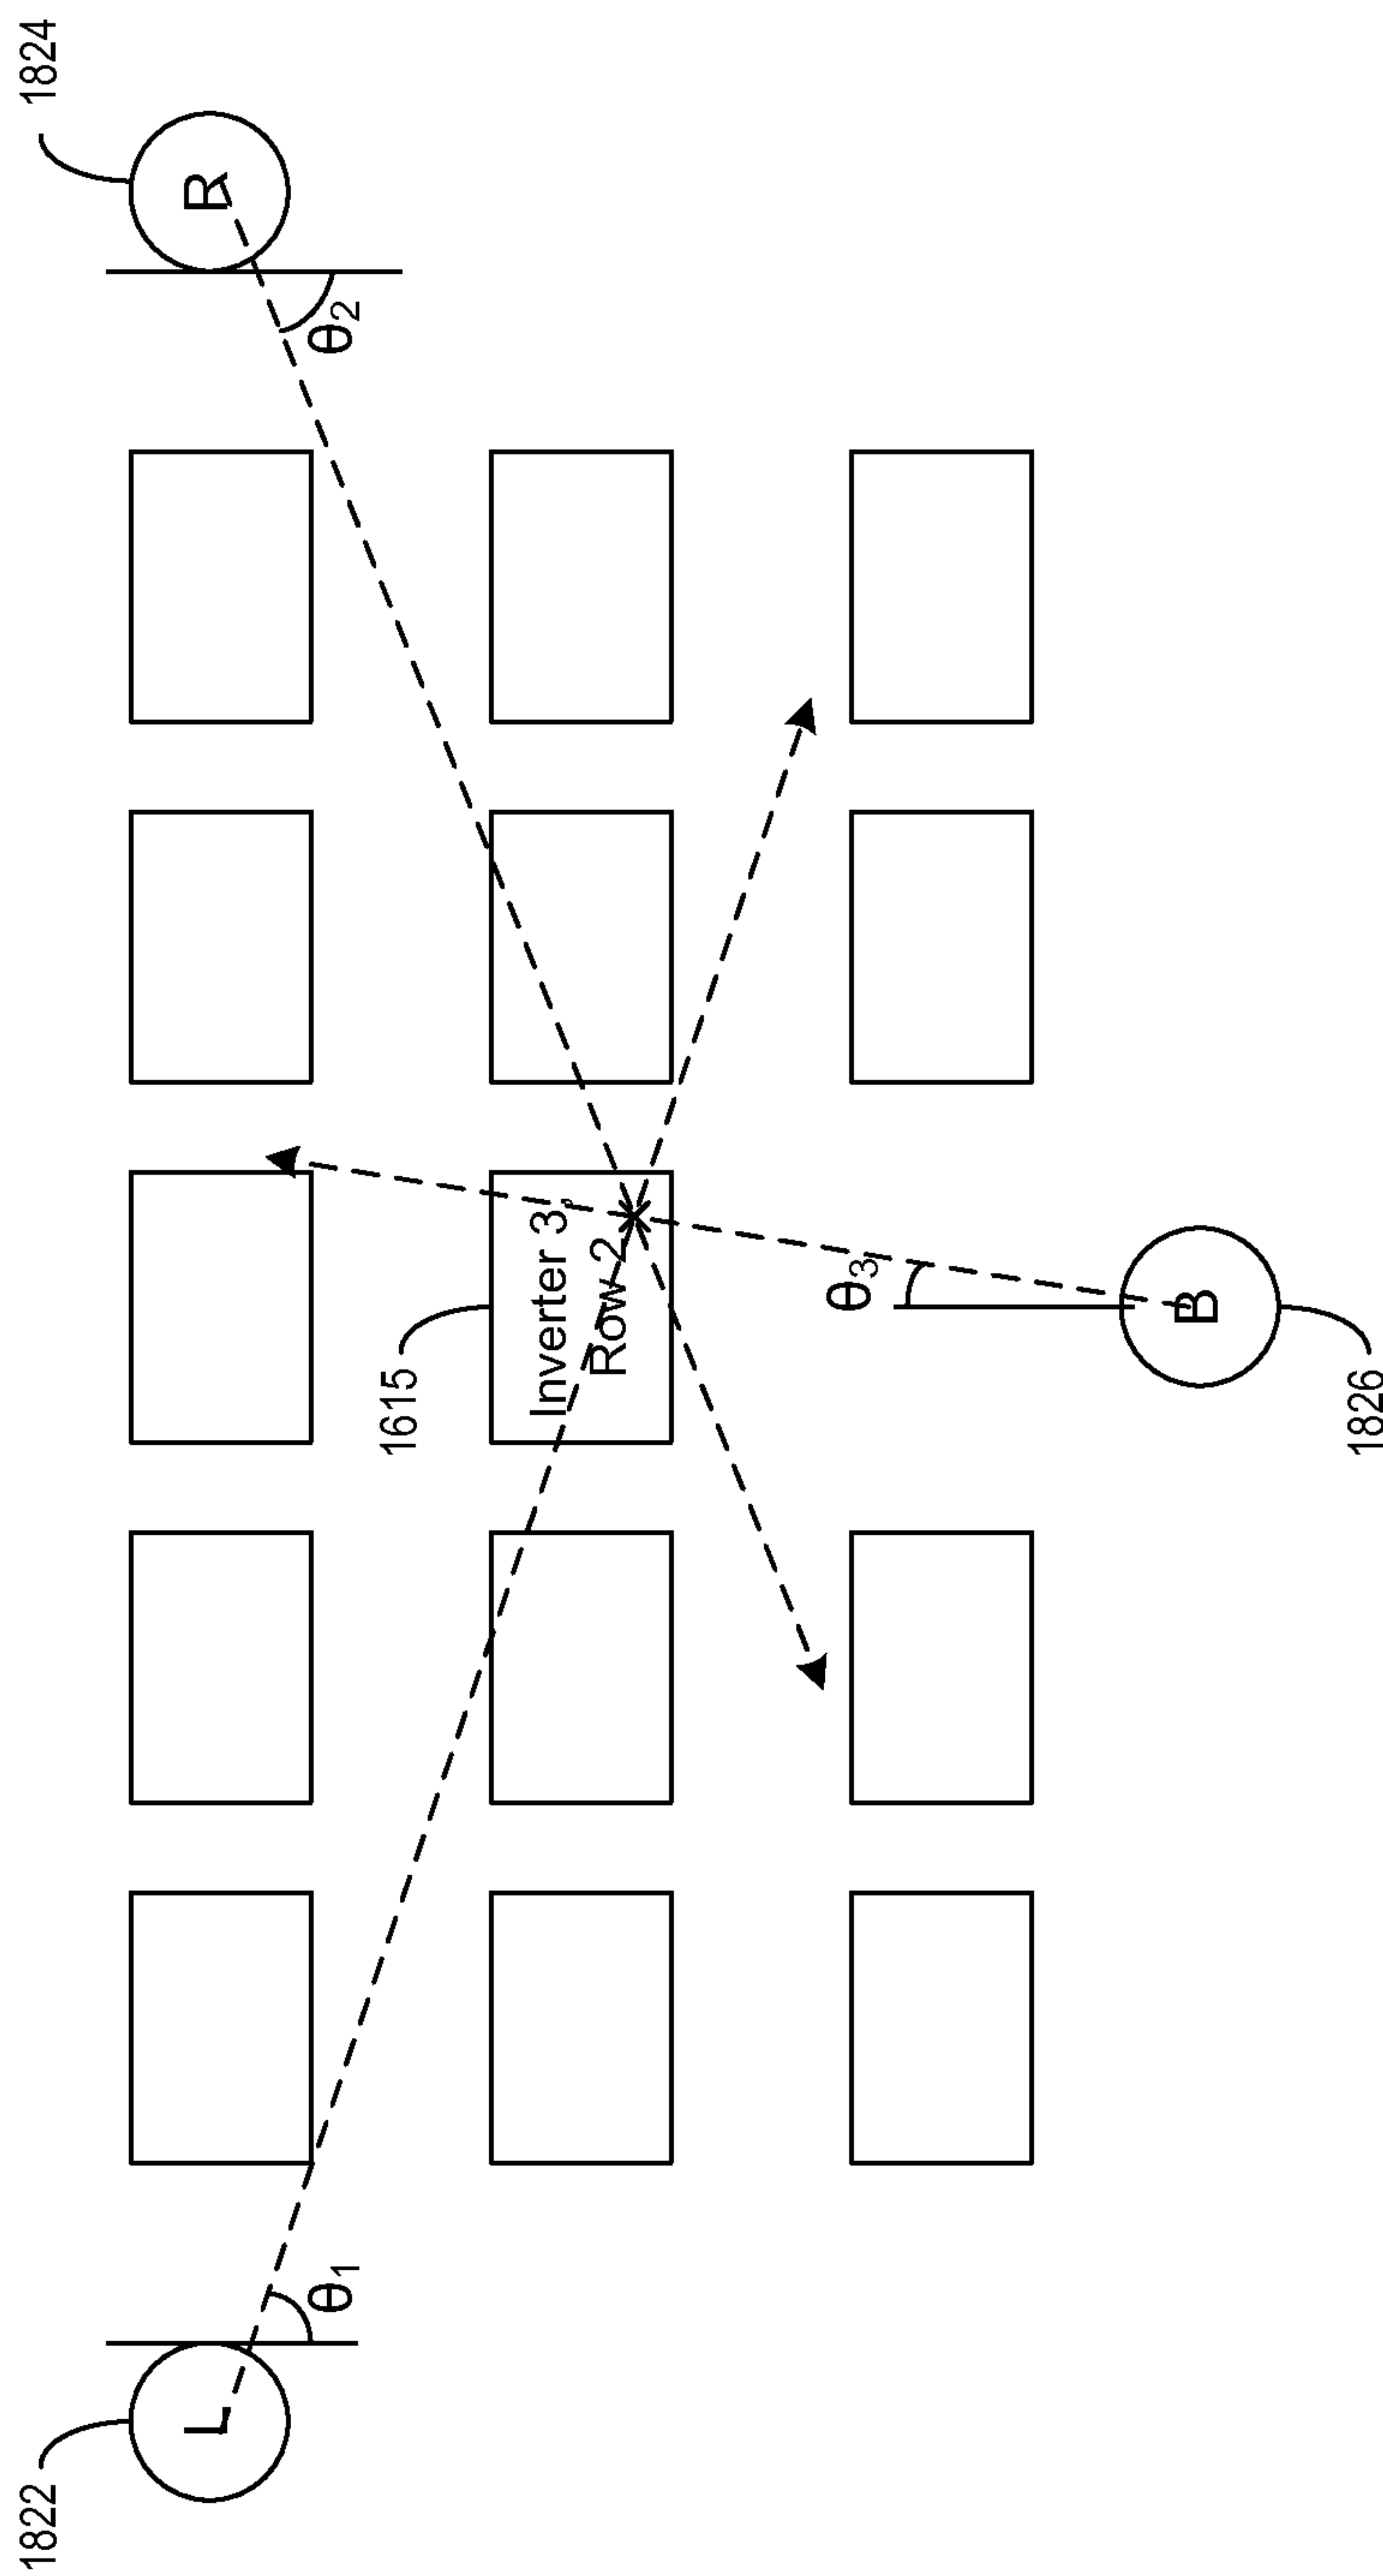 1822
1824
L
R
θ1
θ2
1615
Inverter 3,
Row 2
θ3
B
1826